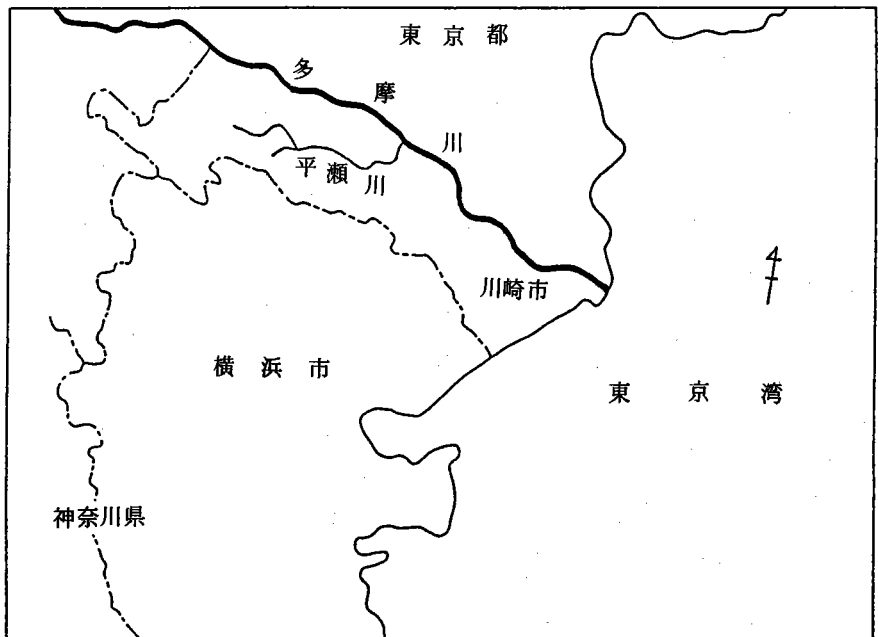 東京都
多摩川
平瀬川
川崎市
横浜市
東京湾
神奈川県